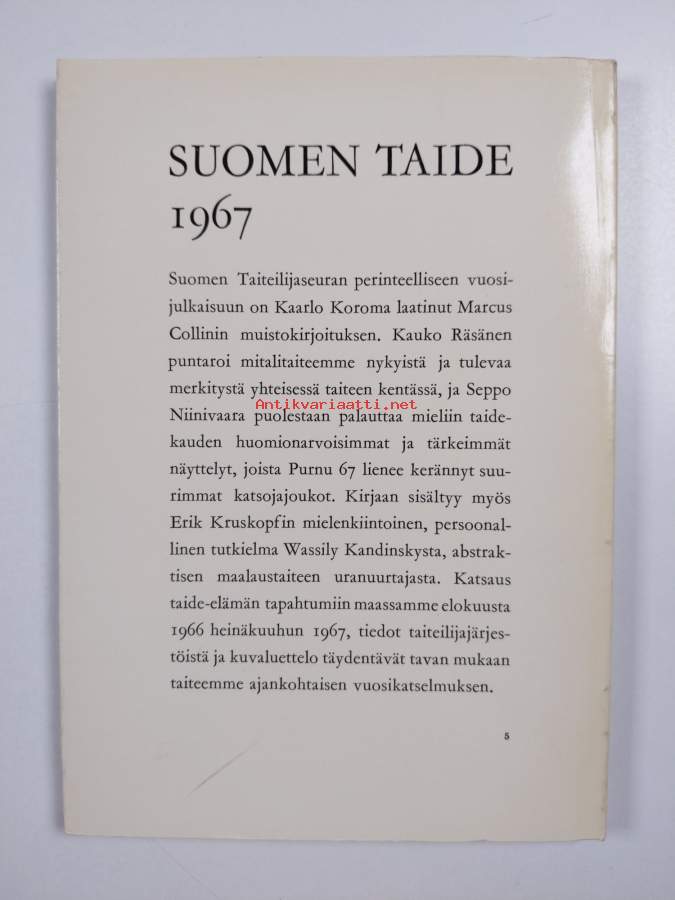 SUOMEN TAIDE
1967
Suomen Taiteilijaseuran perinteelliseen vuosi-
julkaisuun on Kaarlo Koroma laatinut Marcus
Collinin muistokirjoituksen. Kauko Räsänen
puntaroi mitalitaiteemme nykyistä ja tulevaa
merkitystä yhteisessä taiteen kentässä, ja Seppo
Antikvariaatti.net
Niinivaara puolestaan palauttaa mieliin taide-
kauden huomionarvoisimmat ja tärkeimmät
näyttelyt, joista Purnu 67 lienee kerännyt suu-
rimmat katsojajoukot. Kirjaan sisältyy myös
Erik Kruskopfin mielenkiintoinen, persoonal-
linen tutkielma Wassily Kandinskysta, abstrak-
tisen maalaustaiteen uranuurtajasta. Katsaus
taide-elämän tapahtumiin maassamme elokuusta
1966 heinäkuuhun 1967, tiedot taiteilijajärjes-
töistä ja kuvaluettelo täydentävät tavan mukaan
taiteemme ajankohtaisen vuosikatselmuksen.
5